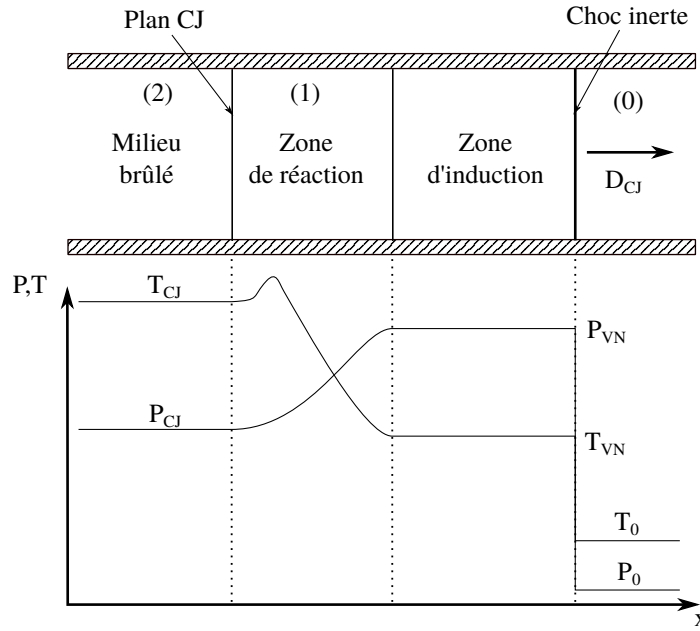 Plan CJ
Choc inerte
(2)
(1)
(0)
Milieu
brûlé
Zone
de réaction
Zone
d'induction
D_CJ
P,T
T_CJ
P_VN
P_CJ
T_VN
T_0
P_0
x